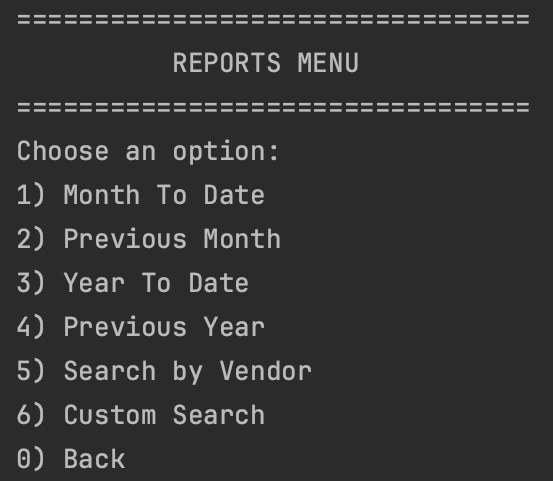 =================================
REPORTS MENU
=================================
Choose an option:
1) Month To Date
2) Previous Month
3) Year To Date
4) Previous Year
5) Search by Vendor
6) Custom Search
0) Back